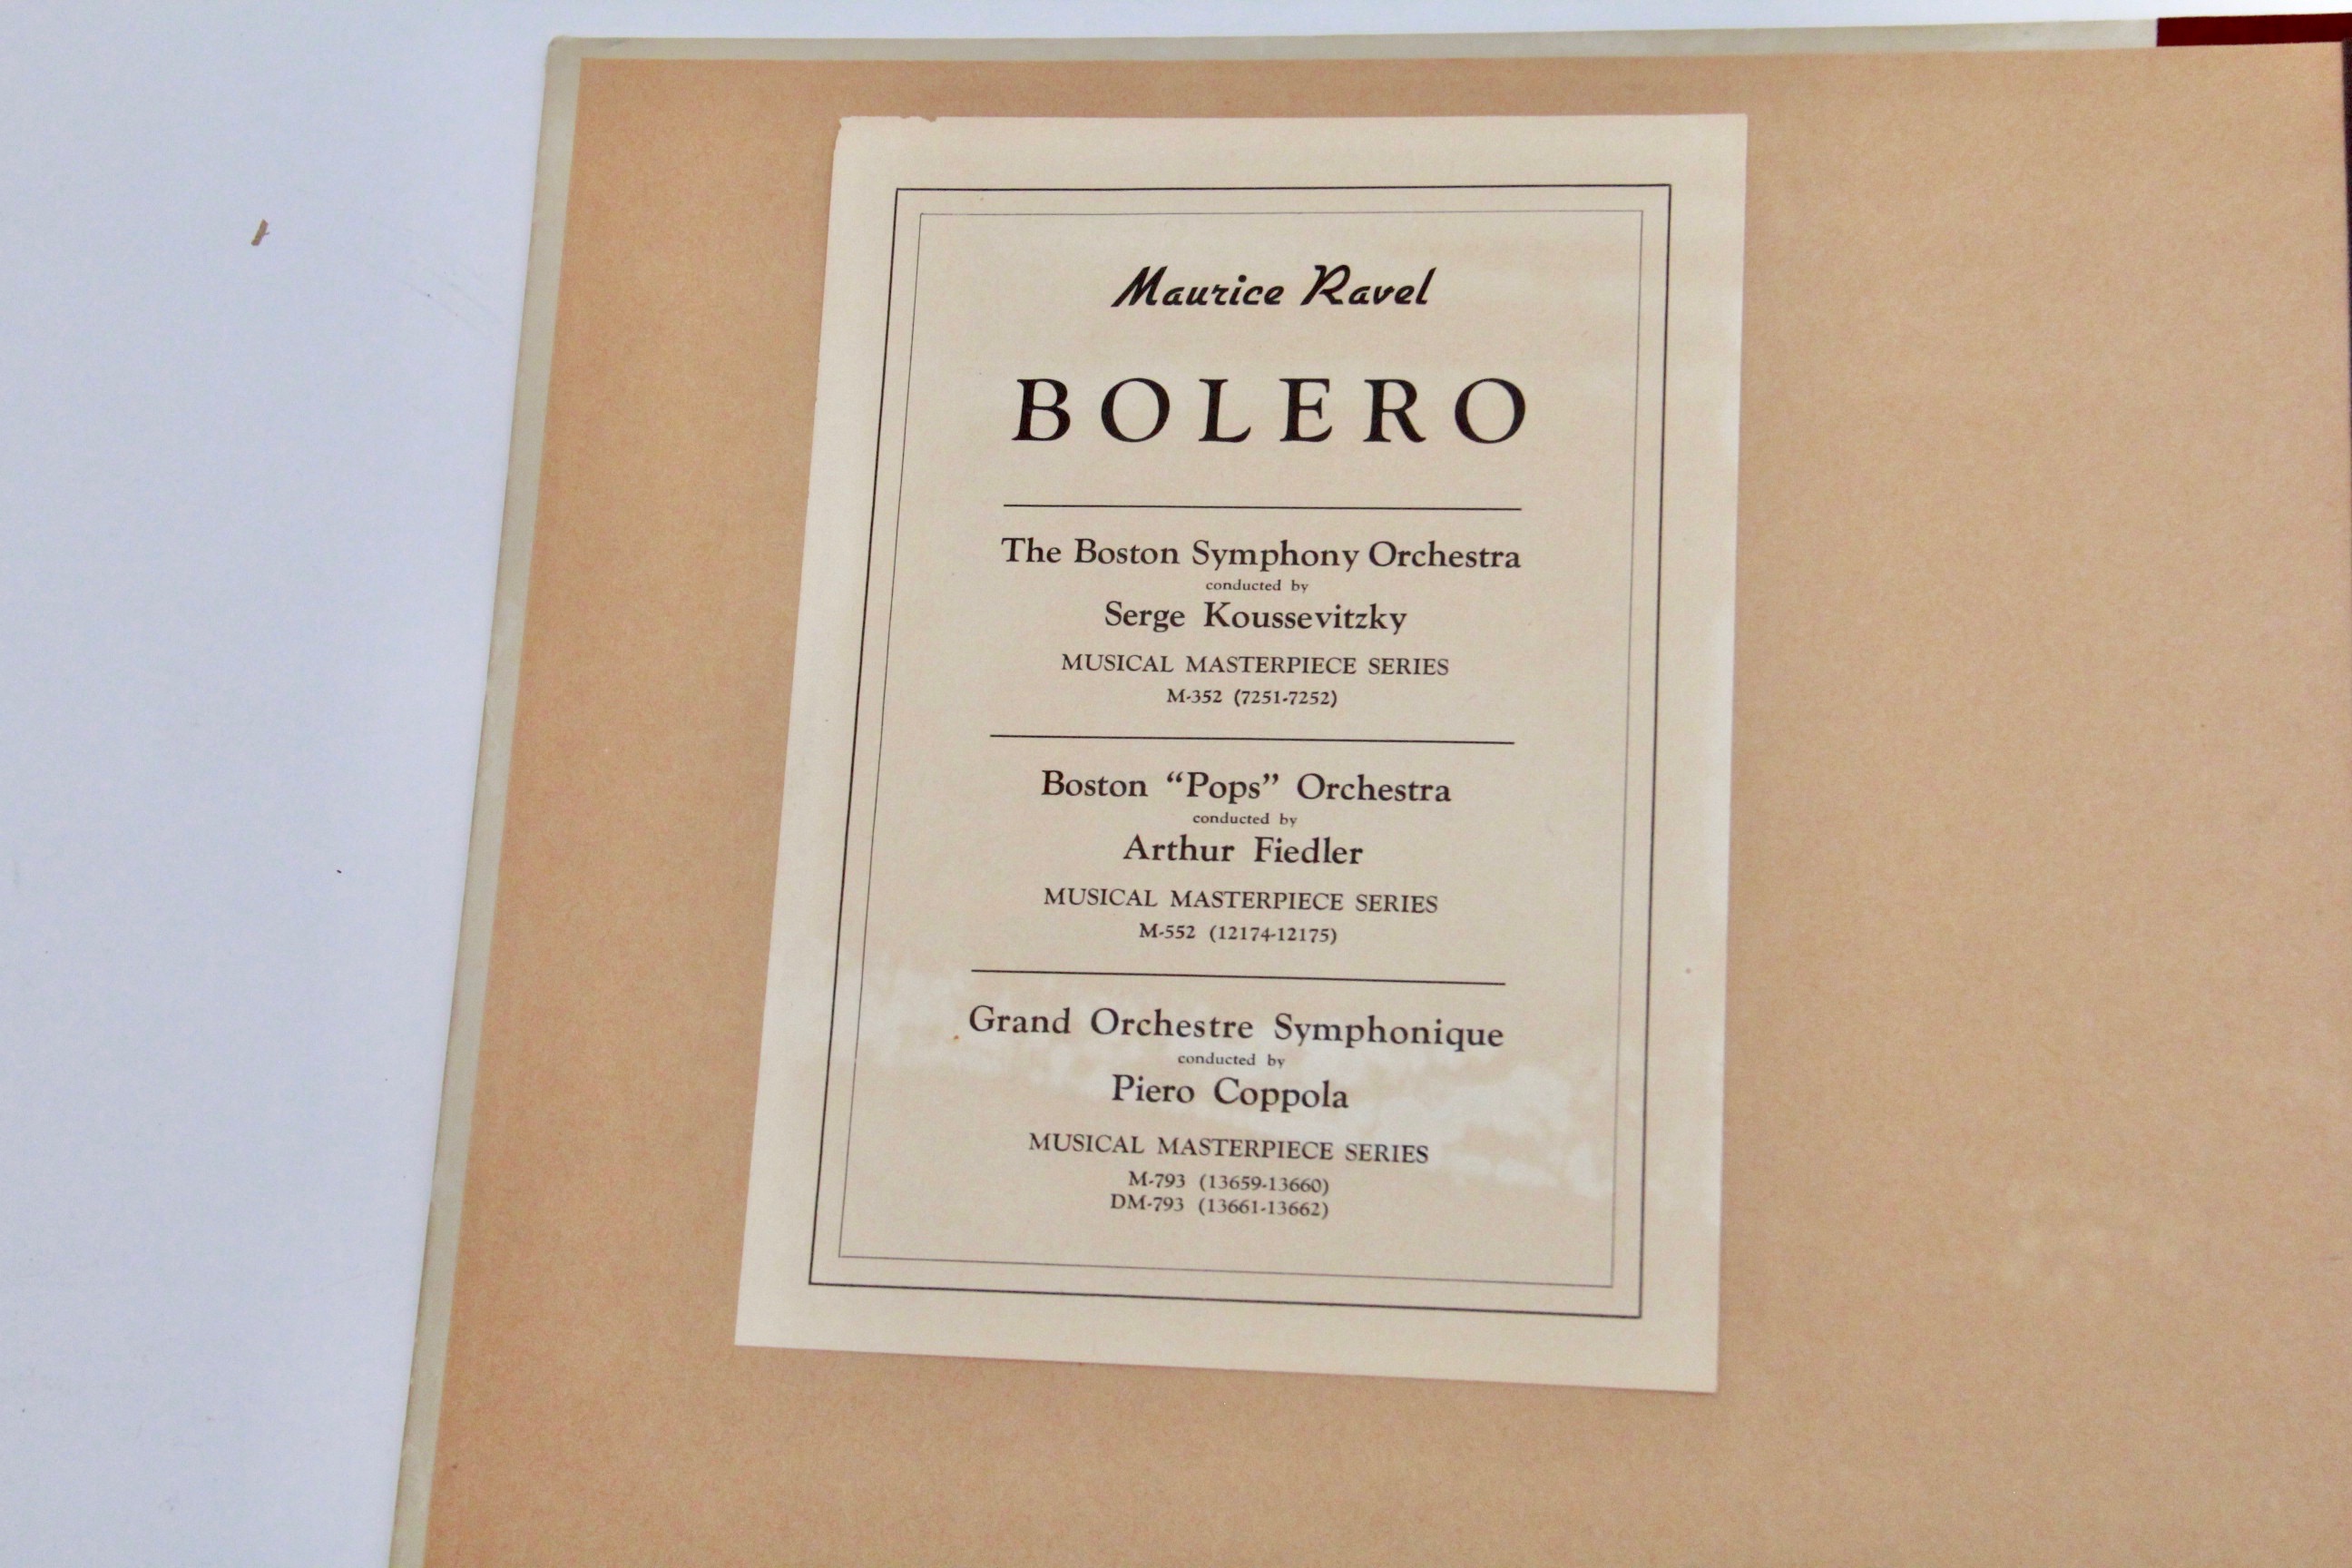 Maurice Ravel
BOLERO
The Boston Symphony Orchestra
conducted by
Serge Koussevitzky
MUSICAL MASTERPIECE SERIES
M-352 (7251-7252)
Boston “Pops” Orchestra
conducted by
Arthur Fiedler
MUSICAL MASTERPIECE SERIES
M-552 (12174-12175)
Grand Orchestre Symphonique
conducted by
Piero Coppola
MUSICAL MASTERPIECE SERIES
M-793 (13659-13660)
DM-793 (13661-13662)